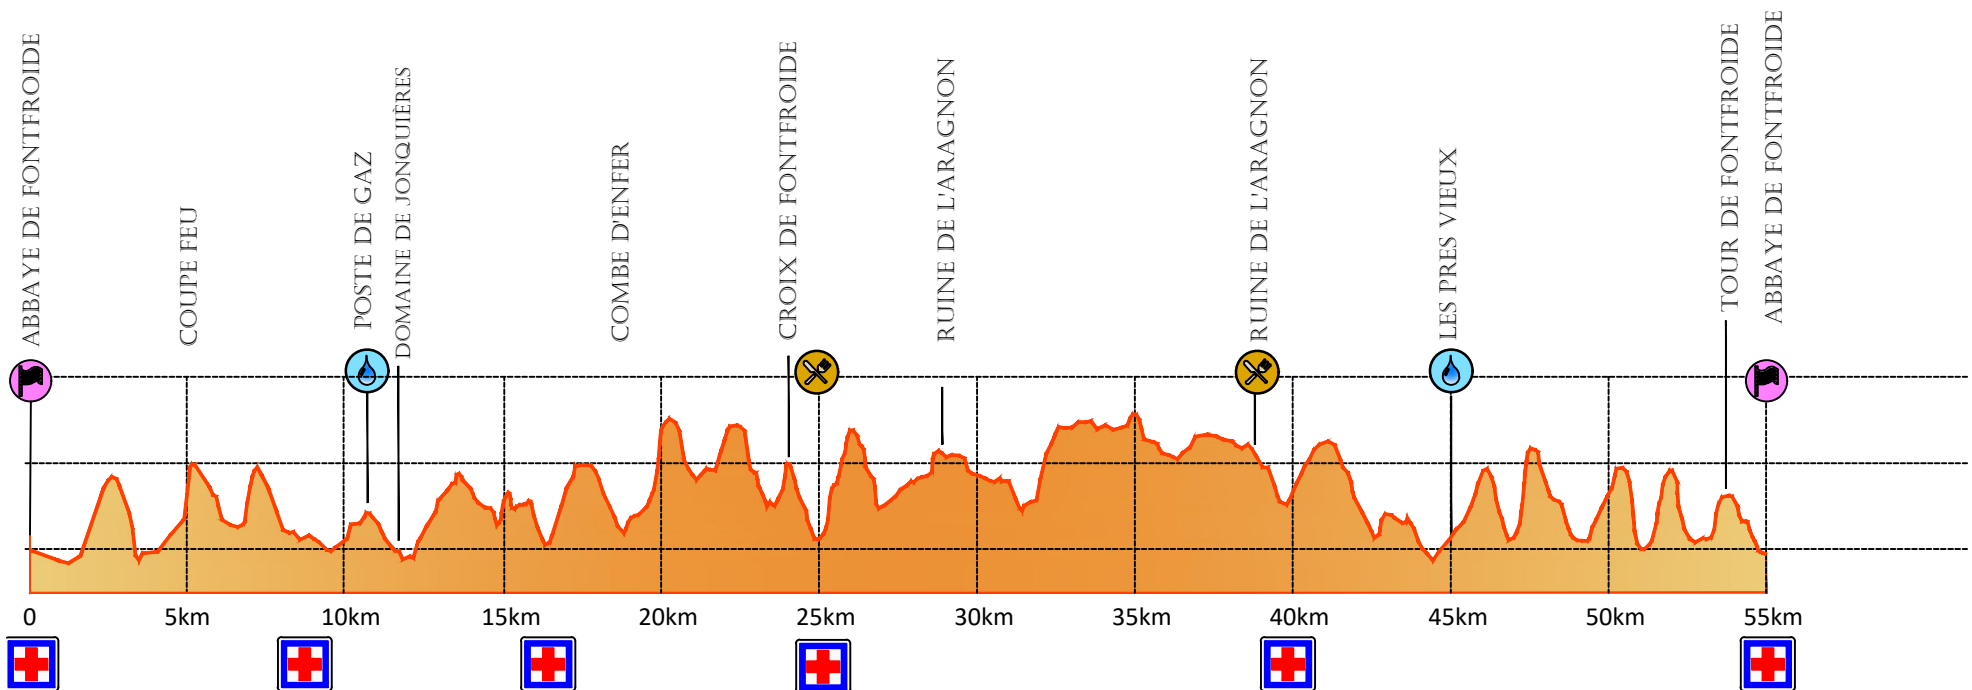 ABBAYE DE FONTFROIDE
COUPE FEU
POSTE DE GAZ
DOMAINE DE JONQUIÈRES
COMBE D'ENFER
CROIX DE FONTFROIDE
RUINE DE L'ARAGNON
RUINE DE L'ARAGNON
LES PRES VIEUX
TOUR DE FONTFROIDE
ABBAYE DE FONTFROIDE
0 5km 10km 15km 20km 25km 30km 35km 40km 45km 50km 55km